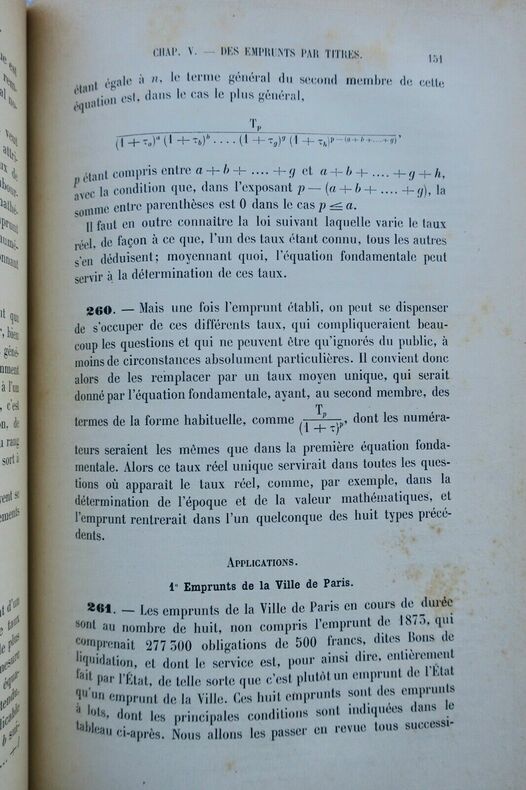 CHAP. V. — DES EMPRUNTS PAR TITRES. 151
étant égale à n, le terme général du second membre de cette
équation est, dans le cas le plus général,
T_p / (1 + τ_a)^a (1 + τ_b)^b .... (1 + τ_g)^g (1 + τ_h)^{p—(a+b+....+g)},
p étant compris entre a + b + .... + g et a + b + .... + g + h,
avec la condition que, dans l'exposant p — (a + b + .... + g), la
somme entre parenthèses est 0 dans le cas p ≤ a.
Il faut en outre connaître la loi suivant laquelle varie le taux
réel, de façon à ce que, l'un des taux étant connu, tous les autres
s'en déduisent; moyennant quoi, l'équation fondamentale peut
servir à la détermination de ces taux.
260. — Mais une fois l'emprunt établi, on peut se dispenser
de s'occuper de ces différents taux, qui compliqueraient beau-
coup les questions et qui ne peuvent être qu'ignorés du public, à
moins de circonstances absolument particulières. Il convient donc
alors de les remplacer par un taux moyen unique, qui serait
donné par l'équation fondamentale, ayant, au second membre, des
termes de la forme habituelle, comme T_p / (1 + τ)^p, dont les numéra-
teurs seraient les mêmes que dans la première équation fonda-
mentale. Alors ce taux réel unique servirait dans toutes les ques-
tions où apparaît le taux réel, comme, par exemple, dans la
détermination de l'époque et de la valeur mathématiques, et
l'emprunt rentrerait dans l'un quelconque des huit types précé-
dents.
APPLICATIONS.
1° Emprunts de la Ville de Paris.
261. — Les emprunts de la Ville de Paris en cours de durée
sont au nombre de huit, non compris l'emprunt de 1873, qui
comprenait 277 300 obligations de 500 francs, dites Bons de
liquidation, et dont le service est, pour ainsi dire, entièrement
fait par l'État, de telle sorte que c'est plutôt un emprunt de l'État
qu'un emprunt de la Ville. Ces huit emprunts sont des emprunts
à lots, dont les principales conditions sont indiquées dans le
tableau ci-après. Nous allons les passer en revue tous successi-